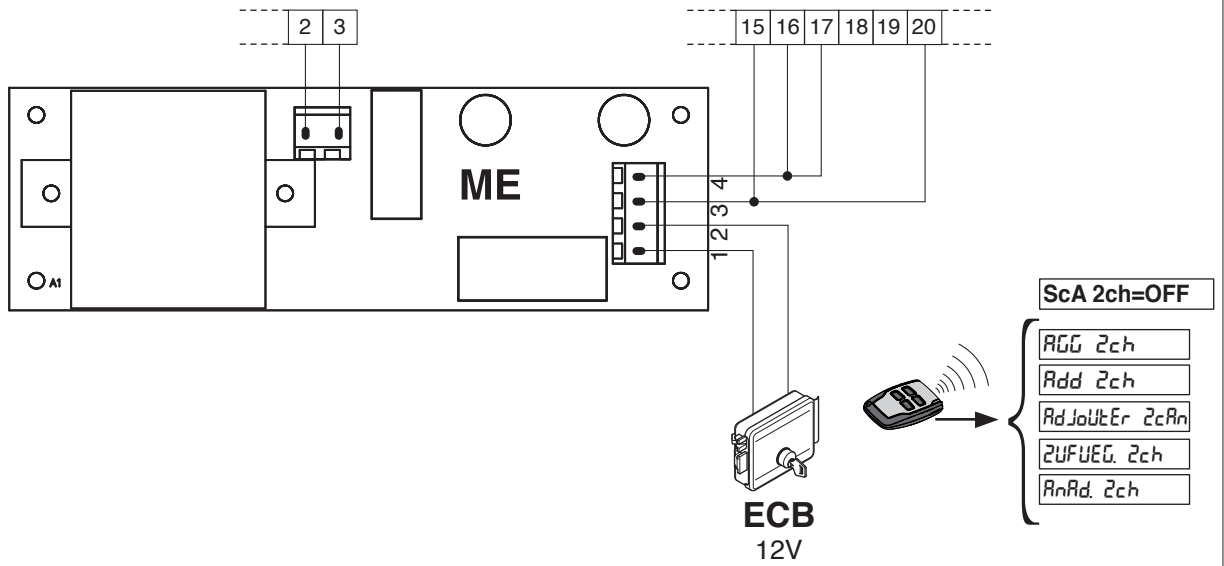 2 3
15 16 17 18 19 20
ME
4
3
2
1
A1
ScA 2ch=OFF
AGG 2ch
Add 2ch
AdJoUtEr 2cAn
2UFUEG. 2ch
AnAd. 2ch
ECB
12V